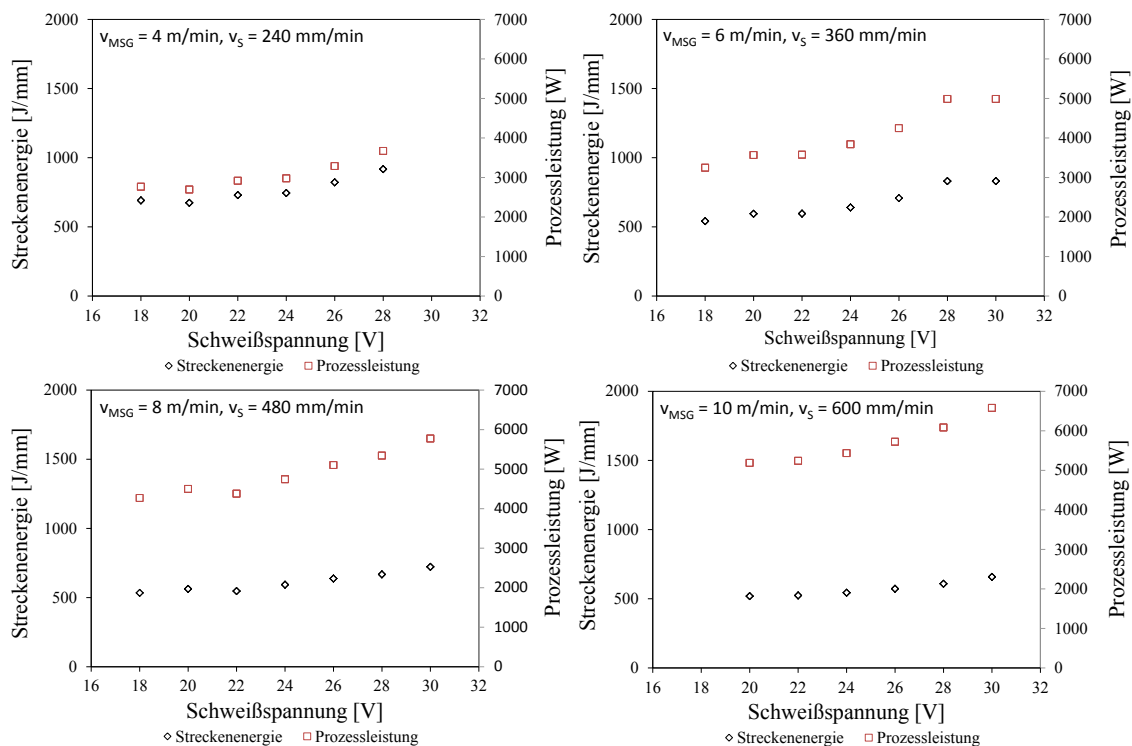 v_MSG = 4 m/min, v_S = 240 mm/min
Streckenenergie [J/mm]
2000
1500
1000
500
0
Prozessleistung [W]
7000
6000
5000
4000
3000
2000
1000
0
16 18 20 22 24 26 28 30 32
Schweißspannung [V]
Streckenenergie Prozessleistung
v_MSG = 6 m/min, v_S = 360 mm/min
Streckenenergie [J/mm]
2000
1500
1000
500
0
Prozessleistung [W]
7000
6000
5000
4000
3000
2000
1000
0
16 18 20 22 24 26 28 30 32
Schweißspannung [V]
Streckenenergie Prozessleistung
v_MSG = 8 m/min, v_S = 480 mm/min
Streckenenergie [J/mm]
2000
1500
1000
500
0
Prozessleistung [W]
7000
6000
5000
4000
3000
2000
1000
0
16 18 20 22 24 26 28 30 32
Schweißspannung [V]
Streckenenergie Prozessleistung
v_MSG = 10 m/min, v_S = 600 mm/min
Streckenenergie [J/mm]
2000
1500
1000
500
0
Prozessleistung [W]
7000
6000
5000
4000
3000
2000
1000
0
16 18 20 22 24 26 28 30 32
Schweißspannung [V]
Streckenenergie Prozessleistung